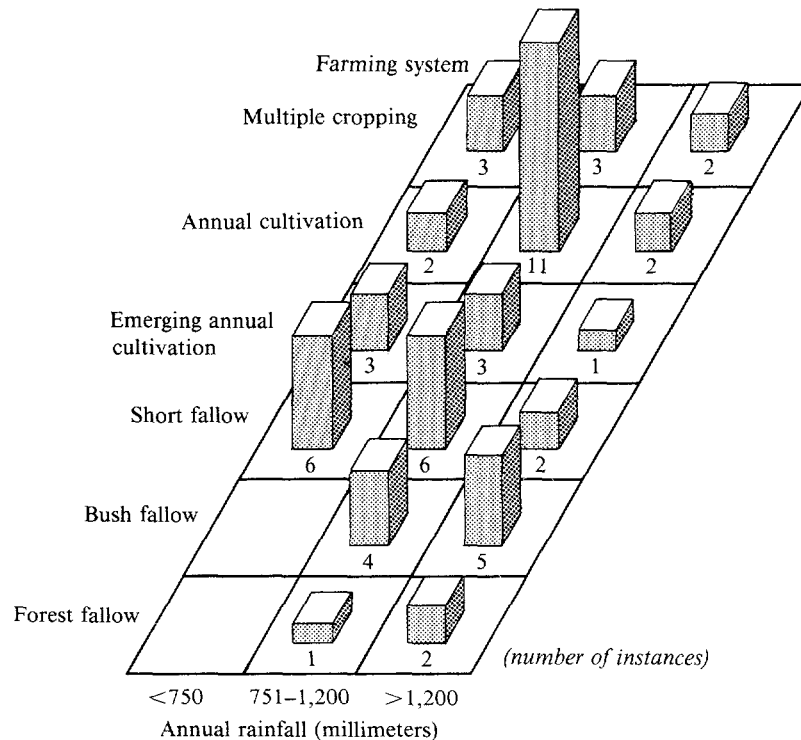 Farming system
Multiple cropping
3 3 2
Annual cultivation
2 11 2
Emerging annual
cultivation
3 3 1
Short fallow
6 6 2
Bush fallow
4 5
Forest fallow
1 2
(number of instances)
<750 751–1,200 >1,200
Annual rainfall (millimeters)